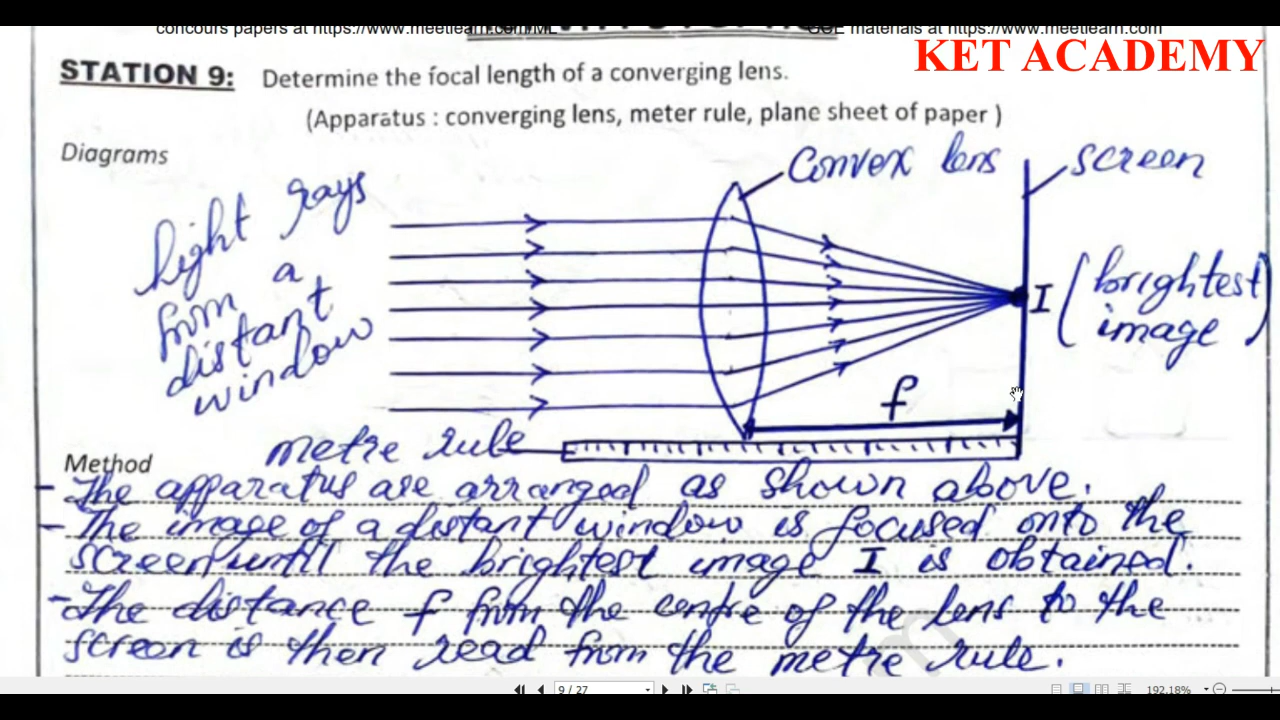 concours papers at https://www.meetlearn.com/ML
GCE materials at https://www.meetlearn.com
KET ACADEMY
STATION 9: Determine the focal length of a converging lens.
(Apparatus : converging lens, meter rule, plane sheet of paper )
Diagrams
Convex lens
screen
light rays
from a
distant
window
I (brightest
image)
f
metre rule
Method
- The apparatus are arranged as shown above.
- The image of a distant window is focused onto the
screen untill the brightest image I is obtained.
- The distance f from the centre of the lens to the
screen is then read from the metre rule.
9 / 27
192.18%